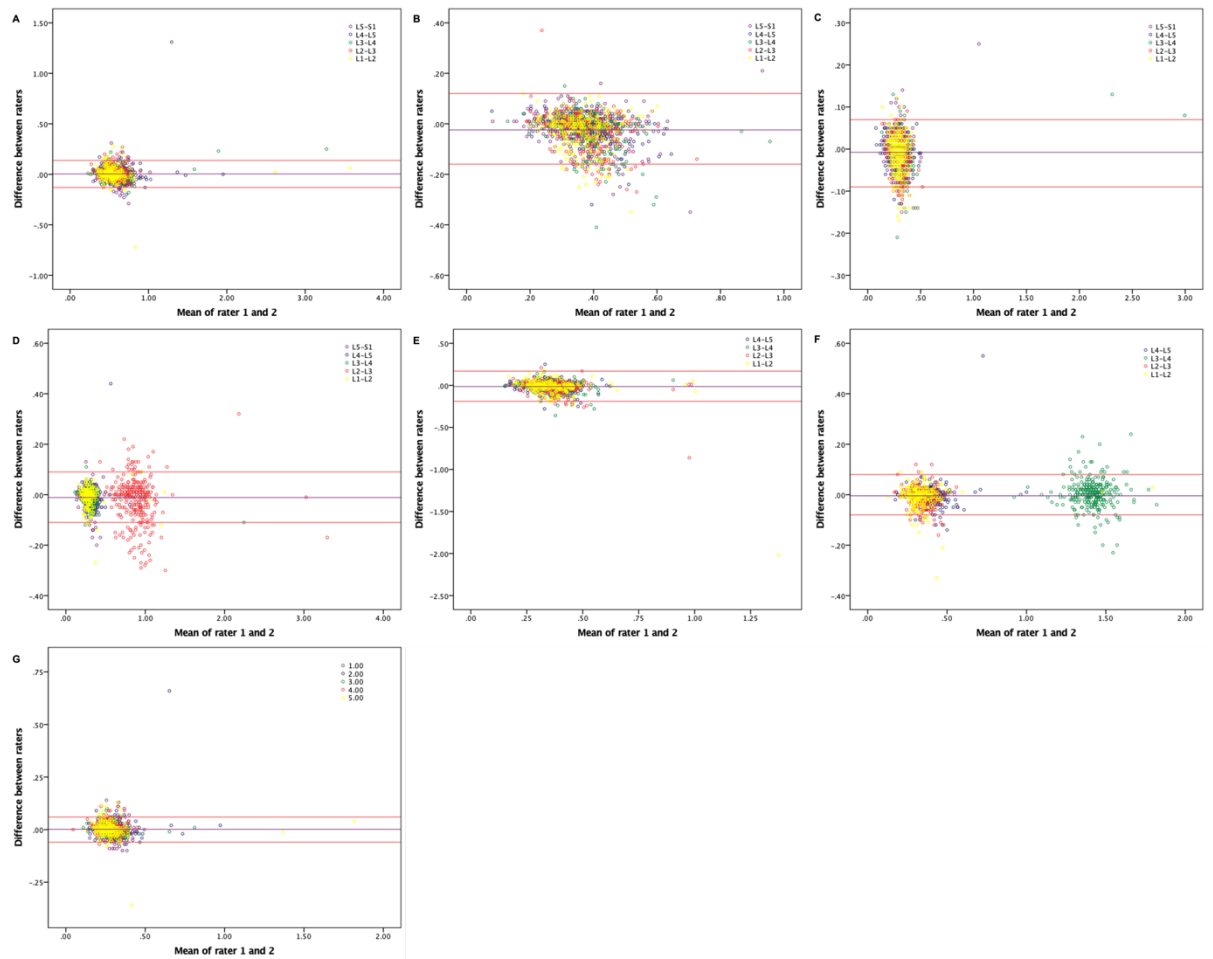 A
1.50
1.00
.50
.00
-.50
-1.00
Difference between raters
L5-S1
L4-L5
L3-L4
L2-L3
L1-L2
.00 1.00 2.00 3.00 4.00
Mean of rater 1 and 2
B
.40
.20
.00
-.20
-.40
-.60
Difference between raters
L5-S1
L4-L5
L3-L4
L2-L3
L1-L2
.00 .20 .40 .60 .80 1.00
Mean of rater 1 and 2
C
.30
.20
.10
.00
-.10
-.20
-.30
Difference between raters
L5-S1
L4-L5
L3-L4
L2-L3
L1-L2
.00 .50 1.00 1.50 2.00 2.50 3.00
Mean of rater 1 and 2
D
.60
.40
.20
.00
-.20
-.40
Difference between raters
L5-S1
L4-L5
L3-L4
L2-L3
L1-L2
.00 1.00 2.00 3.00 4.00
Mean of rater 1 and 2
E
.50
.00
-.50
-1.00
-1.50
-2.00
-2.50
Difference between raters
L4-L5
L3-L4
L2-L3
L1-L2
.00 .25 .50 .75 1.00 1.25
Mean of rater 1 and 2
F
.60
.40
.20
.00
-.20
-.40
Difference between raters
L4-L5
L3-L4
L2-L3
L1-L2
.00 .50 1.00 1.50 2.00
Mean of rater 1 and 2
G
.75
.50
.25
.00
-.25
Difference between raters
1.00
2.00
3.00
4.00
5.00
.00 .50 1.00 1.50 2.00
Mean of rater 1 and 2